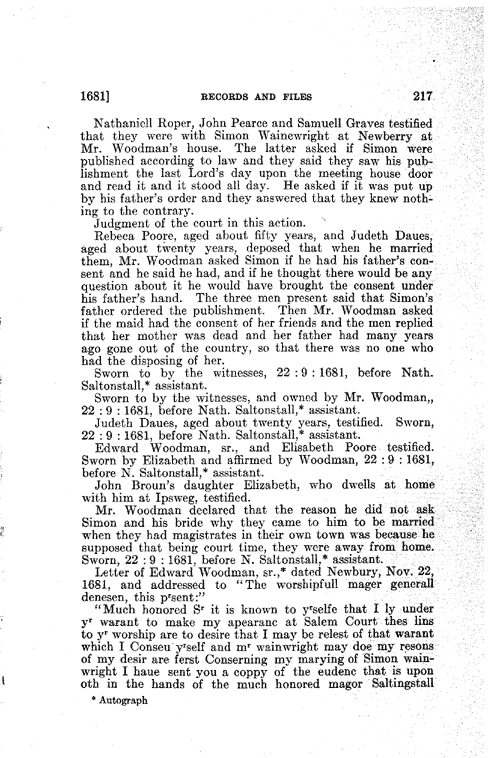 1681] RECORDS AND FILES 217
Nathaniell Roper, John Pearce and Samuell Graves testified
that they were with Simon Wainewright at Newberry at
Mr. Woodman's house. The latter asked if Simon were
published according to law and they said they saw his pub-
lishment the last Lord's day upon the meeting house door
and read it and it stood all day. He asked if it was put up
by his father's order and they answered that they knew noth-
ing to the contrary.
Judgment of the court in this action.
Rebeca Poore, aged about fifty years, and Judeth Daues,
aged about twenty years, deposed that when he married
them, Mr. Woodman asked Simon if he had his father's con-
sent and he said he had, and if he thought there would be any
question about it he would have brought the consent under
his father's hand. The three men present said that Simon's
father ordered the publishment. Then Mr. Woodman asked
if the maid had the consent of her friends and the men replied
that her mother was dead and her father had many years
ago gone out of the country, so that there was no one who
had the disposing of her.
Sworn to by the witnesses, 22 : 9 : 1681, before Nath.
Saltonstall,* assistant.
Sworn to by the witnesses, and owned by Mr. Woodman,,
22 : 9 : 1681, before Nath. Saltonstall,* assistant.
Judeth Daues, aged about twenty years, testified. Sworn,
22 : 9 : 1681, before Nath. Saltonstall,* assistant.
Edward Woodman, sr., and Elisabeth Poore testified.
Sworn by Elizabeth and affirmed by Woodman, 22 : 9 : 1681,
before N. Saltonstall,* assistant.
John Broun's daughter Elizabeth, who dwells at home
with him at Ipsweg, testified.
Mr. Woodman declared that the reason he did not ask
Simon and his bride why they came to him to be married
when they had magistrates in their own town was because he
supposed that being court time, they were away from home.
Sworn, 22 : 9 : 1681, before N. Saltonstall,* assistant.
Letter of Edward Woodman, sr.,* dated Newbury, Nov. 22,
1681, and addressed to "The worshipfull mager generall
denesen, this pʳsent:"
"Much honored Sʳ it is known to yʳselfe that I ly under
yʳ warant to make my apearanc at Salem Court thes lins
to yʳ worship are to desire that I may be relest of that warant
which I Conseu yʳself and mʳ wainwright may doe my resons
of my desir are ferst Conserning my marying of Simon wain-
wright I haue sent you a coppy of the eudenc that is upon
oth in the hands of the much honored magor Saltingstall
* Autograph